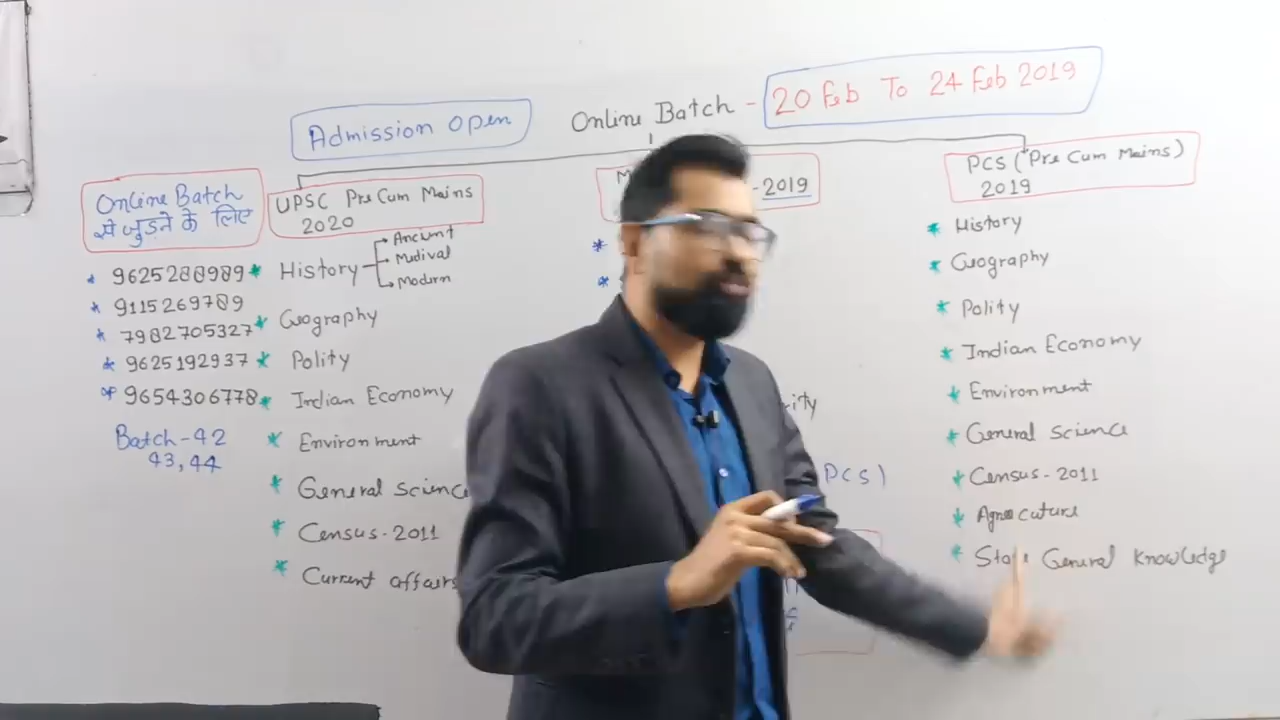 Online Batch - 20 Feb To 24 Feb 2019
Admission open
Online Batch
से जुड़ने के लिए
* 9625288989
* 9115269789
* 7982705327
* 9625192937
* 9654306778
Batch-42
43, 44
UPSC Pre Cum Mains
2020
* History
Ancient
Medival
Modern
* Geography
* Polity
* Indian Economy
* Environment
* General Science
* Census-2011
* Current affairs
-2019
PCS)
PCS (Pre Cum Mains)
2019
* History
* Geography
* Polity
* Indian Economy
* Environment
* General Science
* Census-2011
* General Knowledge